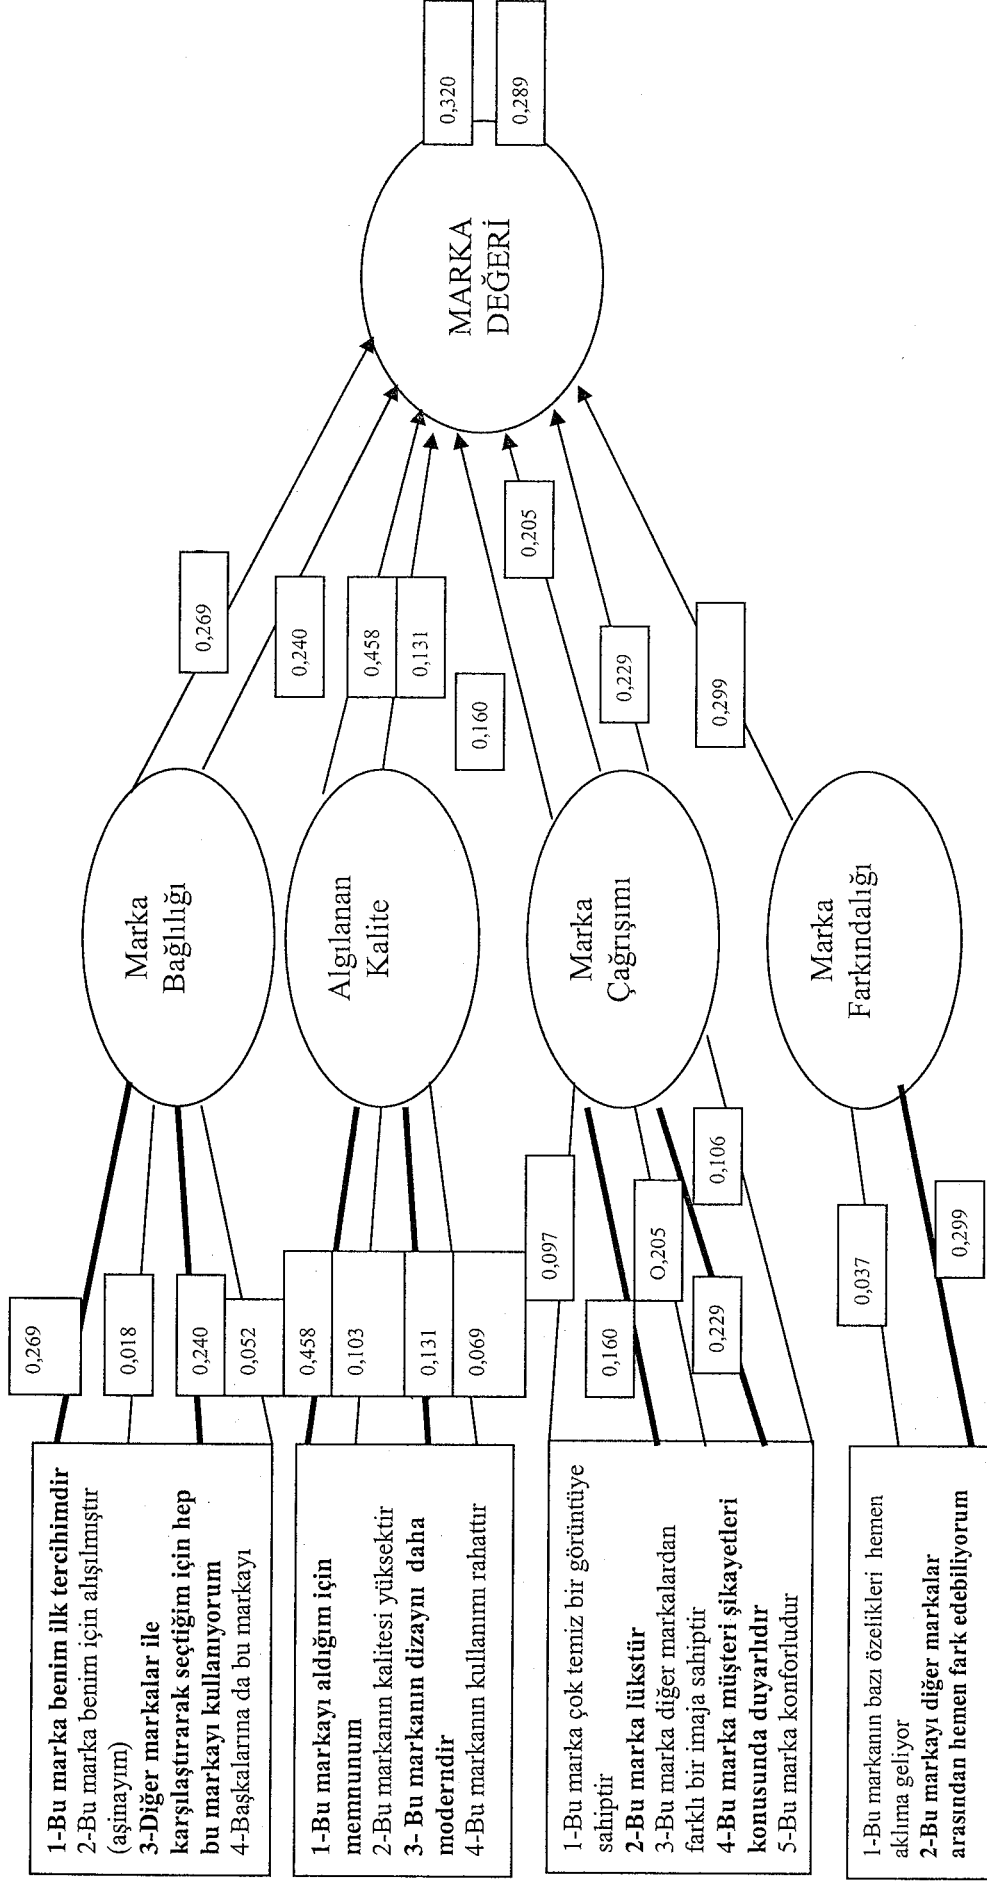 1-Bu marka benim ilk tercihimdir
2-Bu marka benim için alışılmıştır
(aşinayım)
3-Diğer markalar ile
karşılaştırarak seçtiğim için hep
bu markayı kullanıyorum
4-Başkalarına da bu markayı
1-Bu markayı aldığım için
memnunum
2-Bu markanın kalitesi yüksektir
3- Bu markanın dizaynı daha
moderndir
4-Bu markanın kullanımı rahattır
1-Bu marka çok temiz bir görüntüye
sahiptir
2-Bu marka lükstür
3-Bu marka diğer markalardan
farklı bir imaja sahiptir
4-Bu marka müşteri şikayetleri
konusunda duyarlıdır
5-Bu marka konforludur
1-Bu markanın bazı özelikleri hemen
aklıma geliyor
2-Bu markayı diğer markalar
arasından hemen fark edebiliyorum
0,269
0,018
0,240
0,052
0,458
0,103
0,131
0,069
0,097
0,160
O,205
0,229
0,106
0,037
0,299
Marka
Bağlılığı
Algılanan
Kalite
Marka
Çağrışımı
Marka
Farkındalığı
0,269
0,240
0,458
0,131
0,160
0,205
0,229
0,299
MARKA
DEĞERİ
0,320
0,289